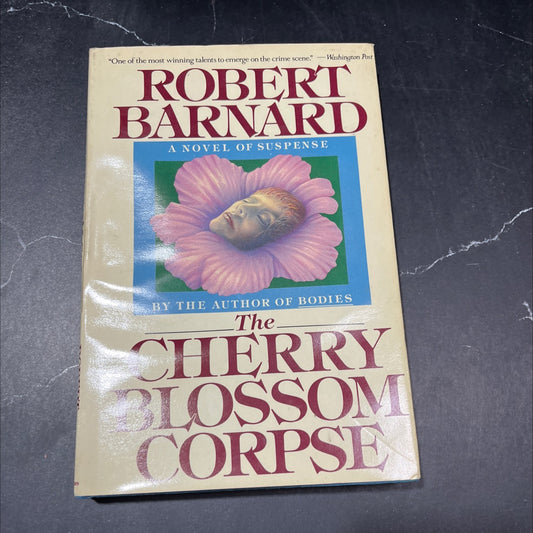 "One of the most winning talents to emerge on the crime scene." —Washington Post
ROBERT
BARNARD
A NOVEL OF SUSPENSE
BY THE AUTHOR OF BODIES
The
CHERRY
BLOSSOM
CORPSE